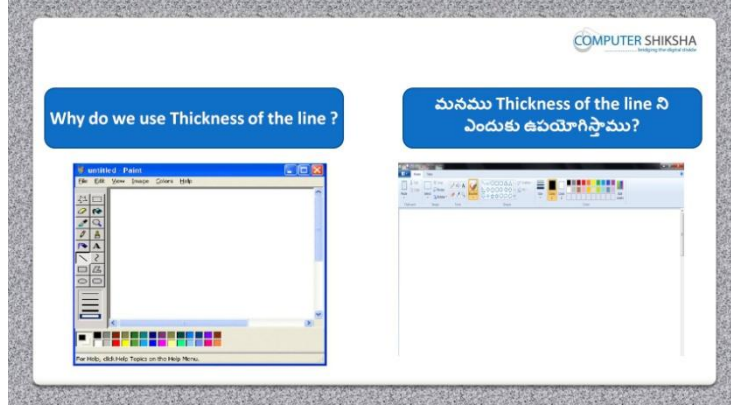 COMPUTER SHIKSHA
Bridging the digital divide
Why do we use Thickness of the line ?
మనము Thickness of the line ని
ఎందుకు ఉపయోగిస్తాము?
untitled - Paint
File Edit View Image Colors Help
A
For Help, click Help Topics on the Help Menu.